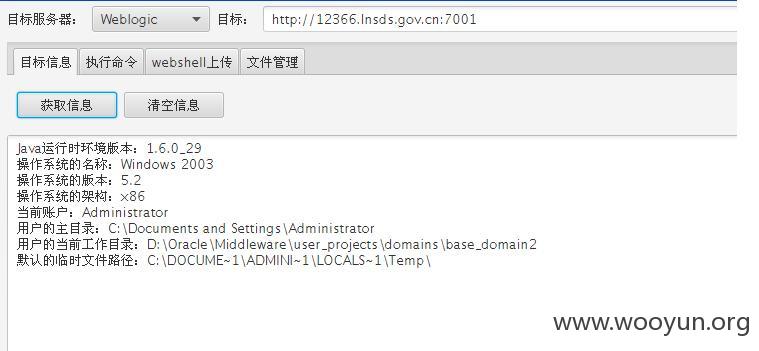 目标服务器： Weblogic 目标： http://12366.lnsds.gov.cn:7001
目标信息 执行命令 webshell上传 文件管理
获取信息 清空信息
Java运行时环境版本：1.6.0_29
操作系统的名称：Windows 2003
操作系统的版本：5.2
操作系统的架构：x86
当前账户：Administrator
用户的主目录：C:\Documents and Settings\Administrator
用户的当前工作目录：D:\Oracle\Middleware\user_projects\domains\base_domain2
默认的临时文件路径：C:\DOCUME~1\ADMINI~1\LOCALS~1\Temp\
www.wooyun.org